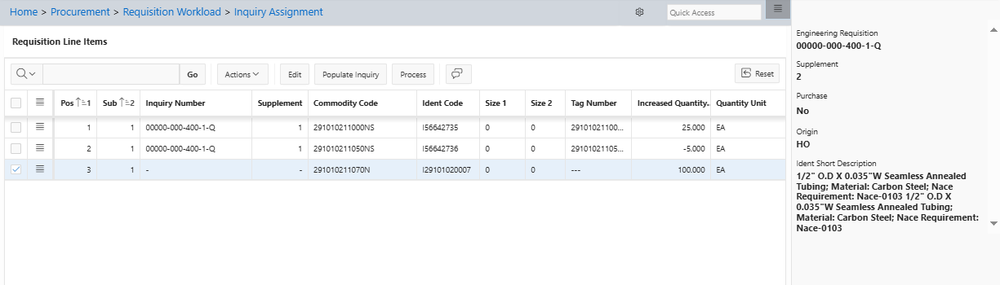 Home > Procurement > Requisition Workload > Inquiry Assignment
Quick Access
Requisition Line Items
Go Actions Edit Populate Inquiry Process Reset
Pos 1 Sub 2 Inquiry Number Supplement Commodity Code Ident Code Size 1 Size 2 Tag Number Increased Quantity.. Quantity Unit
1 1 00000-000-400-1-Q 1 291010211000NS I56642735 0 0 29101021100... 25.000 EA
2 1 00000-000-400-1-Q 1 291010211050NS I56642736 0 0 29101021105... -5.000 EA
3 1 - - 291010211070N I29101020007 0 0 --- 100.000 EA
Engineering Requisition
00000-000-400-1-Q
Supplement
2
Purchase
No
Origin
HO
Ident Short Description
1/2" O.D X 0.035"W Seamless Annealed
Tubing; Material: Carbon Steel; Nace
Requirement: Nace-0103 1/2" O.D X
0.035"W Seamless Annealed Tubing;
Material: Carbon Steel; Nace Requirement:
Nace-0103